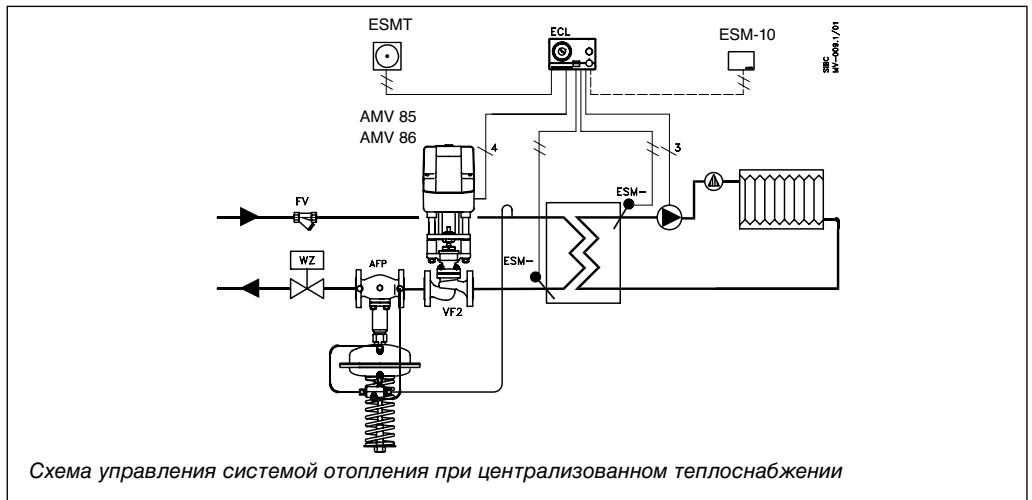 ESMT
ECL
ESM-10
SIBC
MV-009.1/01
AMV 85
AMV 86
4
3
FV
ESM-
WZ
AFP
ESM-
VF2
Схема управления системой отопления при централизованном теплоснабжении